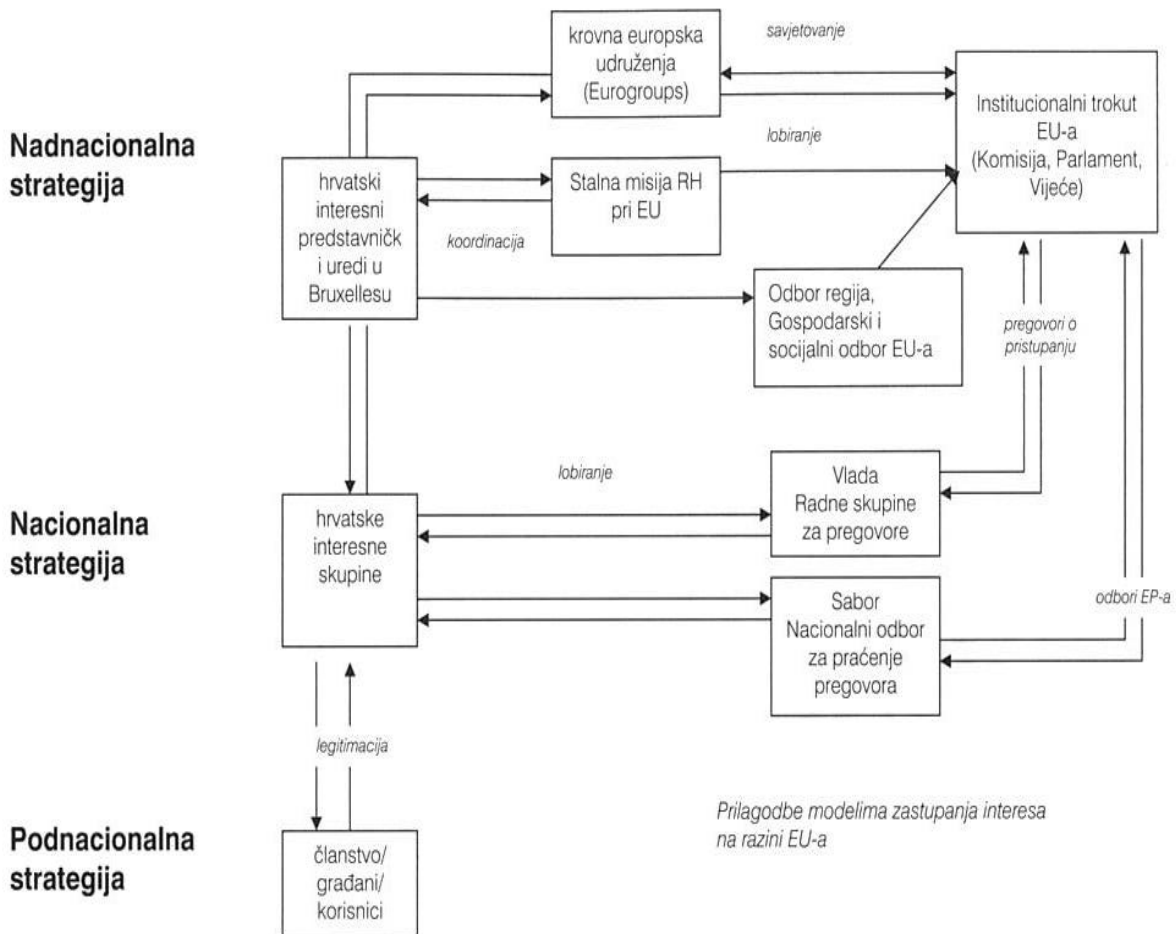 krovna europska
udruženja
(Eurogroups)
savjetovanje
Institucionalni trokut
EU-a
(Komisija, Parlament,
Vijeće)
Nadnacionalna
strategija
hrvatski
interesni
predstavničk
i uredi u
Bruxellesu
Stalna misija RH
pri EU
lobiranje
koordinacija
Odbor regija,
Gospodarski i
socijalni odbor EU-a
pregovori o
pristupanju
Nacionalna
strategija
hrvatske
interesne
skupine
lobiranje
Vlada
Radne skupine
za pregovore
Sabor
Nacionalni odbor
za praćenje
pregovora
odbori EP-a
legitimacija
Podnacionalna
strategija
članstvo/
građani/
korisnici
Prilagodbe modelima zastupanja interesa
na razini EU-a